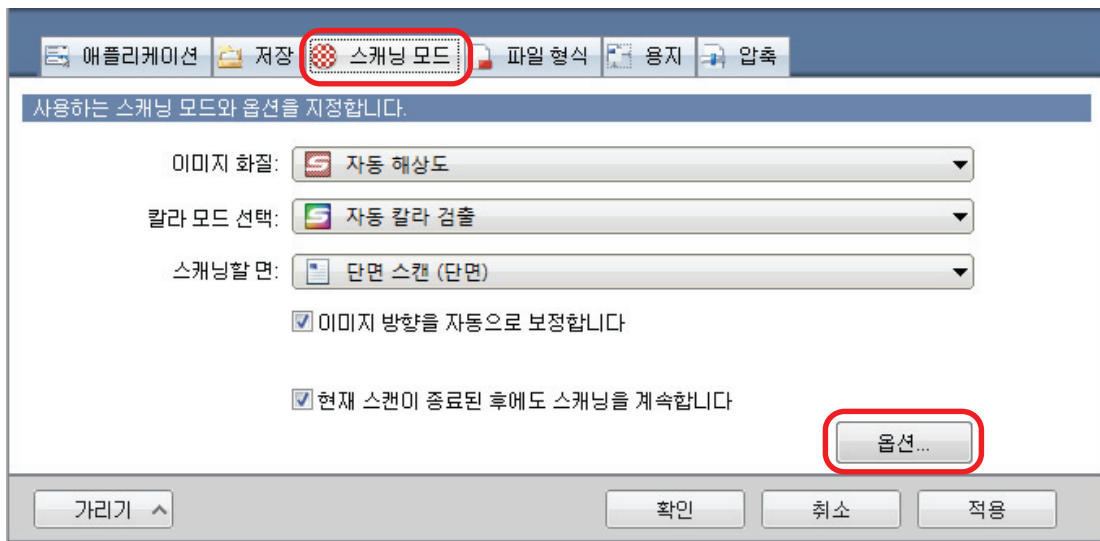 애플리케이션 저장 스캐닝 모드 파일 형식 용지 압축
사용하는 스캐닝 모드와 옵션을 지정합니다.
이미지 화질: 자동 해상도
칼라 모드 선택: 자동 칼라 검출
스캐닝할 면: 단면 스캔 (단면)
이미지 방향을 자동으로 보정합니다
현재 스캔이 종료된 후에도 스캐닝을 계속합니다
옵션...
가리기 확인 취소 적용